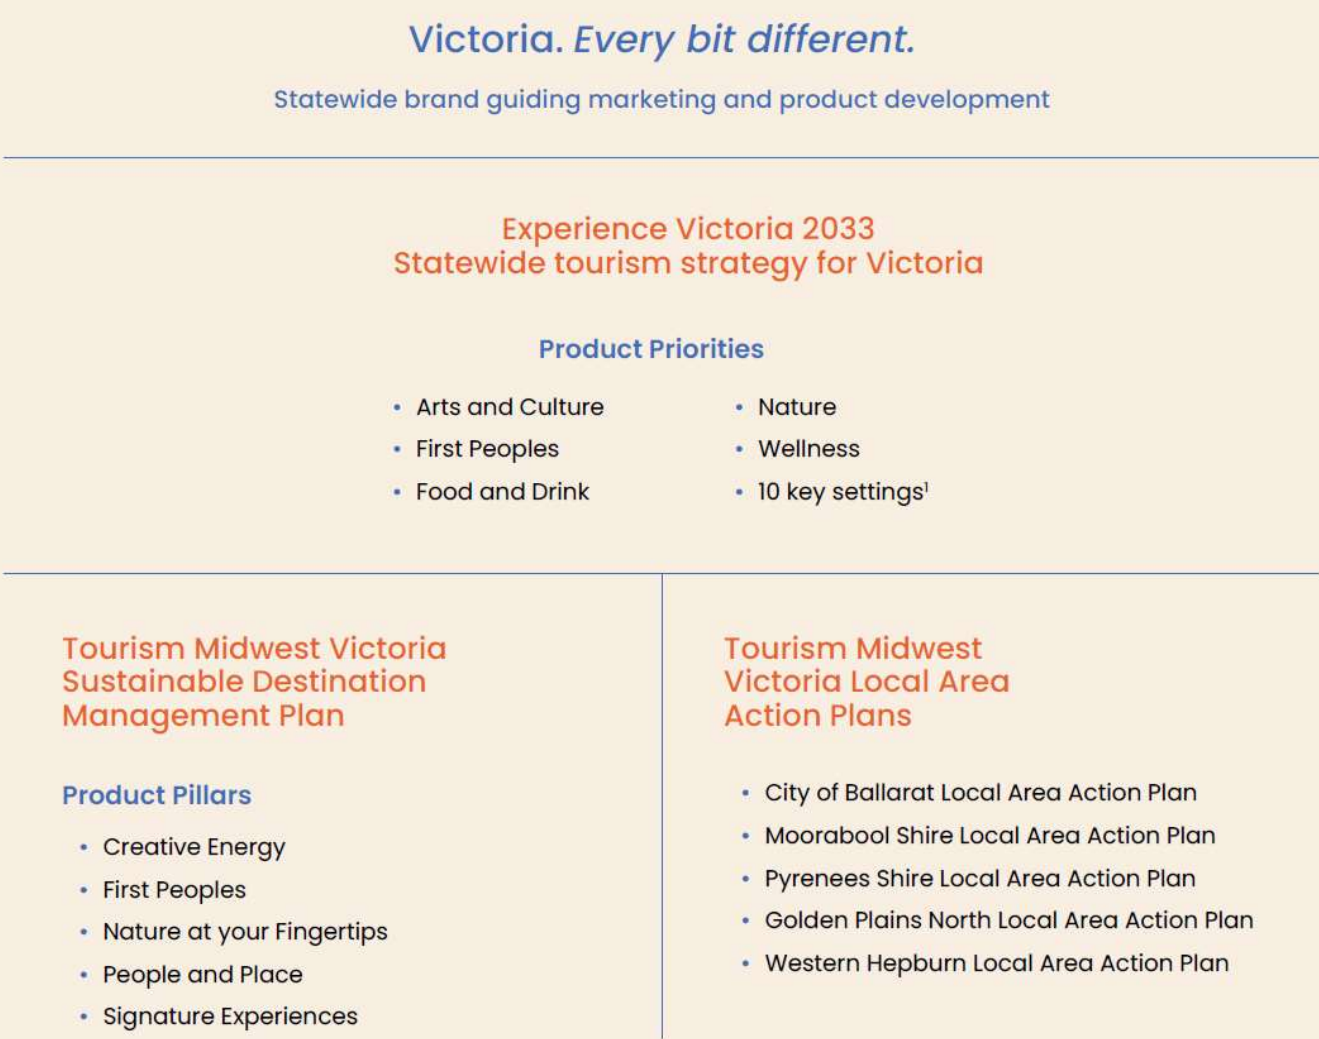 Victoria. Every bit different.
Statewide brand guiding marketing and product development
Experience Victoria 2033
Statewide tourism strategy for Victoria
Product Priorities
• Arts and Culture
• First Peoples
• Food and Drink
• Nature
• Wellness
• 10 key settings¹
Tourism Midwest Victoria
Sustainable Destination
Management Plan
Product Pillars
• Creative Energy
• First Peoples
• Nature at your Fingertips
• People and Place
• Signature Experiences
Tourism Midwest
Victoria Local Area
Action Plans
• City of Ballarat Local Area Action Plan
• Moorabool Shire Local Area Action Plan
• Pyrenees Shire Local Area Action Plan
• Golden Plains North Local Area Action Plan
• Western Hepburn Local Area Action Plan